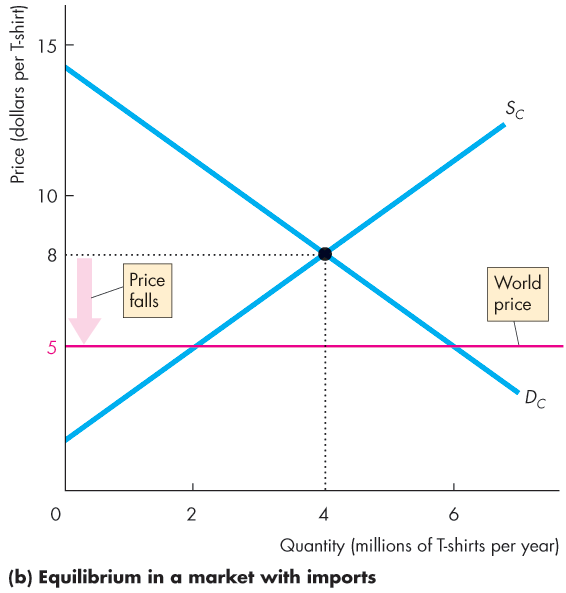 Price (dollars per T-shirt)
15
S_C
10
8
Price
falls
World
price
5
D_C
0
2
4
6
Quantity (millions of T-shirts per year)
(b) Equilibrium in a market with imports